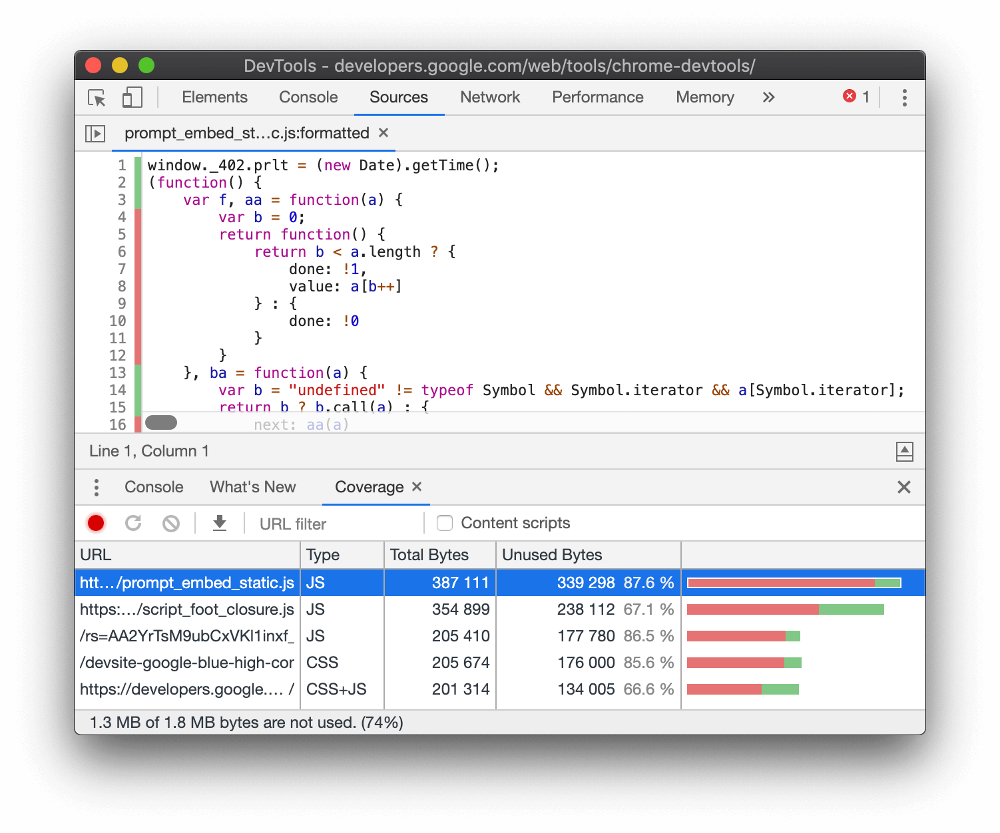 DevTools - developers.google.com/web/tools/chrome-devtools/
Elements Console Sources Network Performance Memory » 1
prompt_embed_st…c.js:formatted ×
1 window._402.prlt = (new Date).getTime();
2 (function() {
3 var f, aa = function(a) {
4 var b = 0;
5 return function() {
6 return b < a.length ? {
7 done: !1,
8 value: a[b++]
9 } : {
10 done: !0
11 }
12 }
13 }, ba = function(a) {
14 var b = "undefined" != typeof Symbol && Symbol.iterator && a[Symbol.iterator];
15 return b ? b.call(a) : {
16 next: aa(a)
Line 1, Column 1
Console What's New Coverage ×
URL filter Content scripts
URL Type Total Bytes Unused Bytes
htt… /prompt_embed_static.js JS 387 111 339 298 87.6 %
https:… /script_foot_closure.js JS 354 899 238 112 67.1 %
/rs=AA2YrTsM9ubCxVKl1inxf_ JS 205 410 177 780 86.5 %
/devsite-google-blue-high-cor CSS 205 674 176 000 85.6 %
https://developers.google.… / CSS+JS 201 314 134 005 66.6 %
1.3 MB of 1.8 MB bytes are not used. (74%)